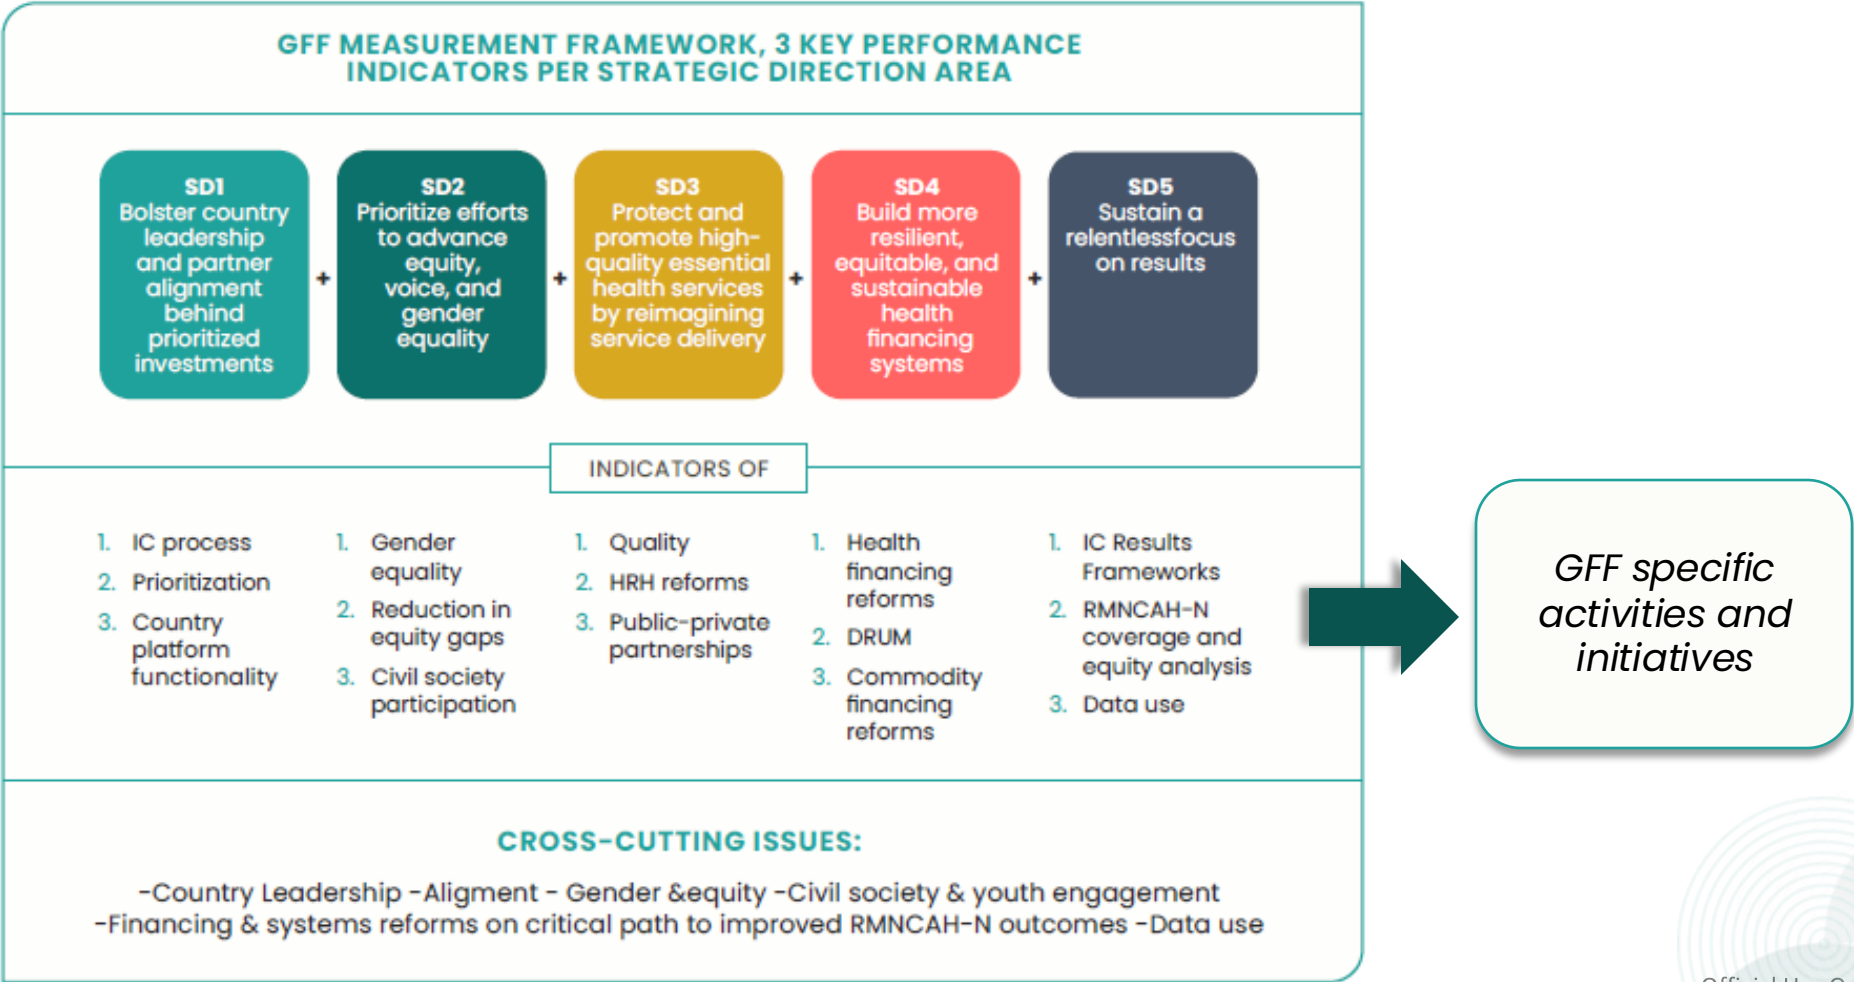 GFF MEASUREMENT FRAMEWORK, 3 KEY PERFORMANCE
INDICATORS PER STRATEGIC DIRECTION AREA
SD1
Bolster country
leadership
and partner
alignment
behind
prioritized
investments
+
SD2
Prioritize efforts
to advance
equity,
voice, and
gender
equality
+
SD3
Protect and
promote high-
quality essential
health services
by reimagining
service delivery
+
SD4
Build more
resilient,
equitable, and
sustainable
health
financing
systems
+
SD5
Sustain a
relentlessfocus
on results
INDICATORS OF
1. IC process
2. Prioritization
3. Country
platform
functionality
1. Gender
equality
2. Reduction in
equity gaps
3. Civil society
participation
1. Quality
2. HRH reforms
3. Public-private
partnerships
1. Health
financing
reforms
2. DRUM
3. Commodity
financing
reforms
1. IC Results
Frameworks
2. RMNCAH-N
coverage and
equity analysis
3. Data use
GFF specific
activities and
initiatives
CROSS-CUTTING ISSUES:
-Country Leadership -Aligment - Gender &equity -Civil society & youth engagement
-Financing & systems reforms on critical path to improved RMNCAH-N outcomes -Data use